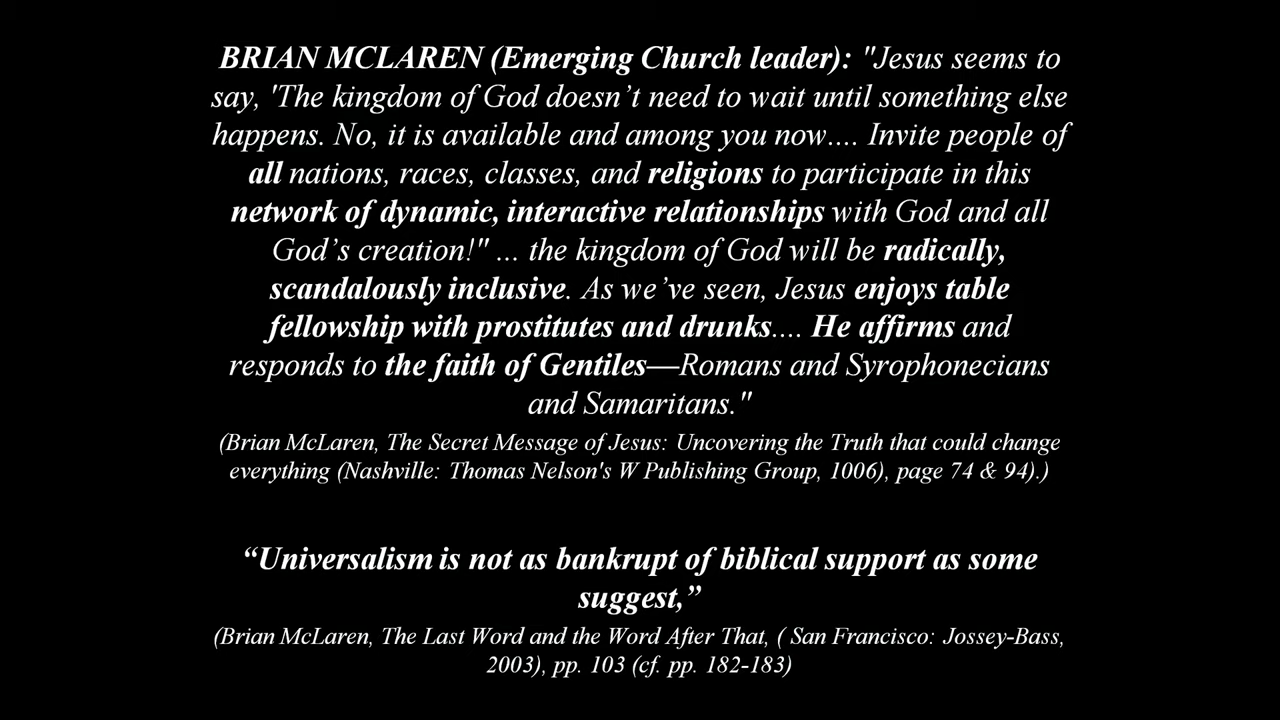 BRIAN MCLAREN (Emerging Church leader): "Jesus seems to
say, 'The kingdom of God doesn’t need to wait until something else
happens. No, it is available and among you now.... Invite people of
all nations, races, classes, and religions to participate in this
network of dynamic, interactive relationships with God and all
God’s creation!" ... the kingdom of God will be radically,
scandalously inclusive. As we’ve seen, Jesus enjoys table
fellowship with prostitutes and drunks.... He affirms and
responds to the faith of Gentiles—Romans and Syrophonecians
and Samaritans."
(Brian McLaren, The Secret Message of Jesus: Uncovering the Truth that could change
everything (Nashville: Thomas Nelson's W Publishing Group, 1006), page 74 & 94).)
“Universalism is not as bankrupt of biblical support as some
suggest,”
(Brian McLaren, The Last Word and the Word After That, ( San Francisco: Jossey-Bass,
2003), pp. 103 (cf. pp. 182-183)